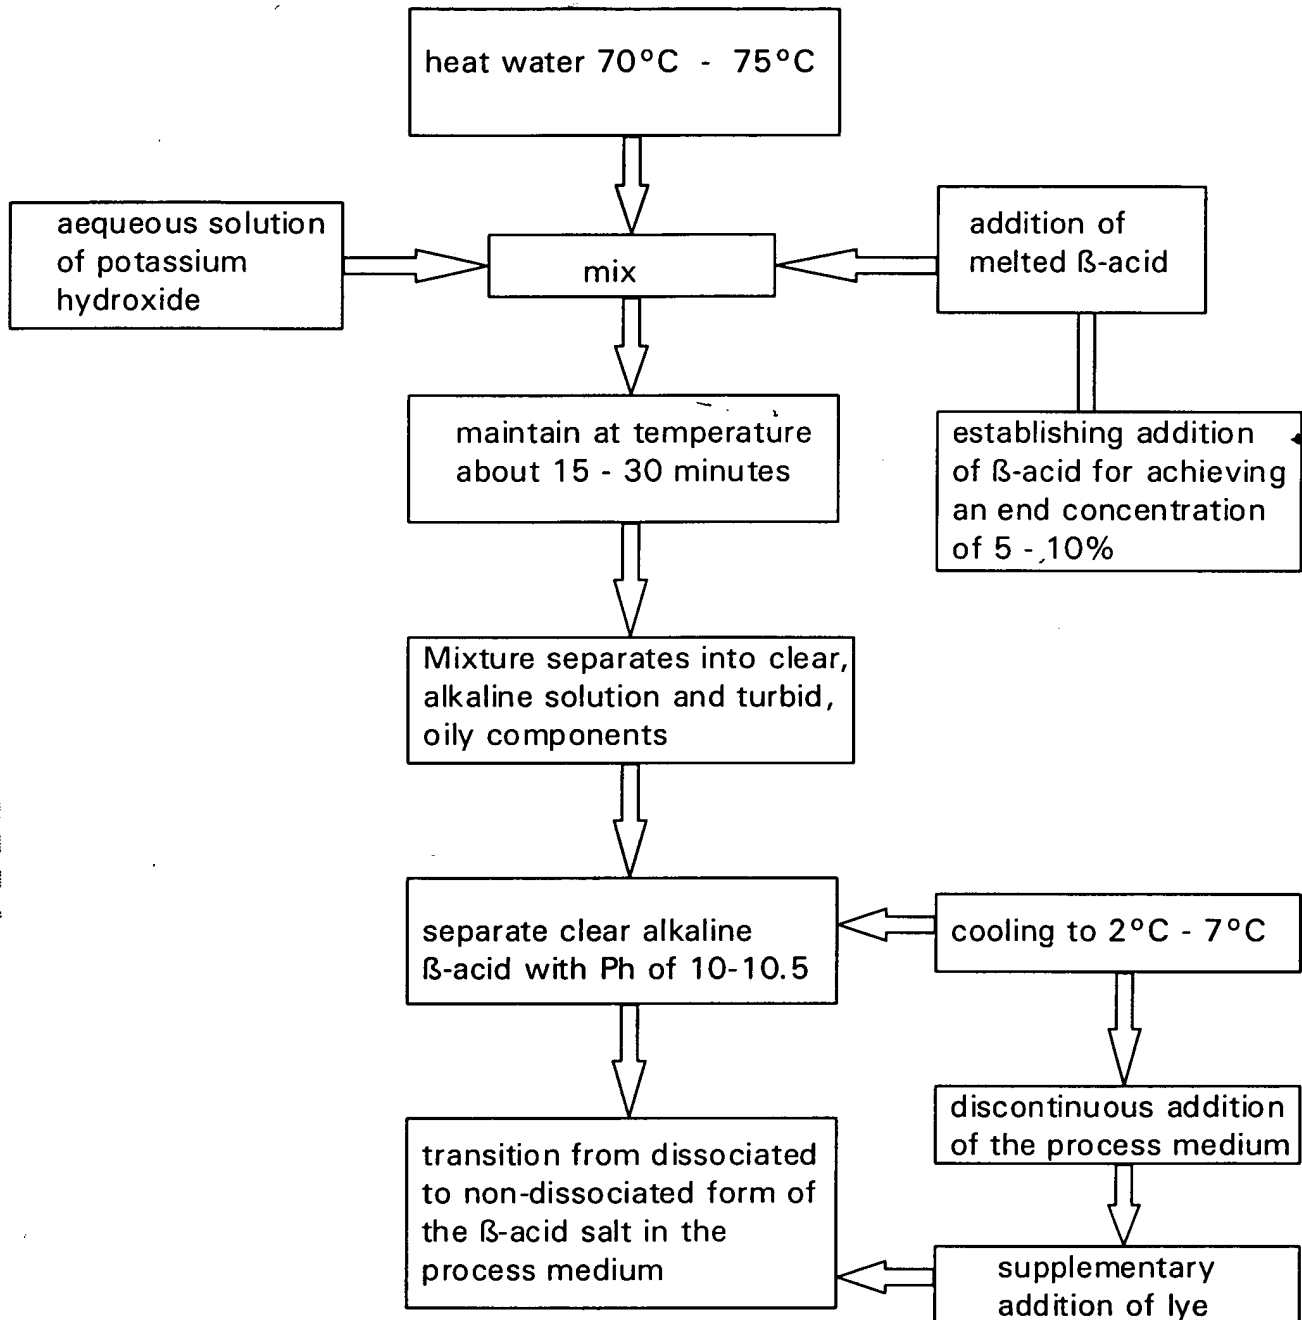 heat water 70°C - 75°C
aequeous solution
of potassium
hydroxide
mix
addition of
melted ß-acid
maintain at temperature
about 15 - 30 minutes
establishing addition
of ß-acid for achieving
an end concentration
of 5 - 10%
Mixture separates into clear,
alkaline solution and turbid,
oily components
separate clear alkaline
ß-acid with Ph of 10-10.5
cooling to 2°C - 7°C
discontinuous addition
of the process medium
transition from dissociated
to non-dissociated form of
the ß-acid salt in the
process medium
supplementary
addition of lye